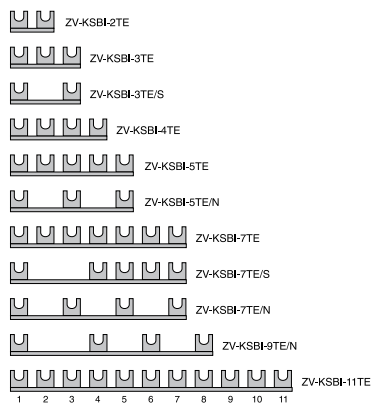 ZV-KSBI-2TE
ZV-KSBI-3TE
ZV-KSBI-3TE/S
ZV-KSBI-4TE
ZV-KSBI-5TE
ZV-KSBI-5TE/N
ZV-KSBI-7TE
ZV-KSBI-7TE/S
ZV-KSBI-7TE/N
ZV-KSBI-9TE/N
ZV-KSBI-11TE
1 2 3 4 5 6 7 8 9 10 11